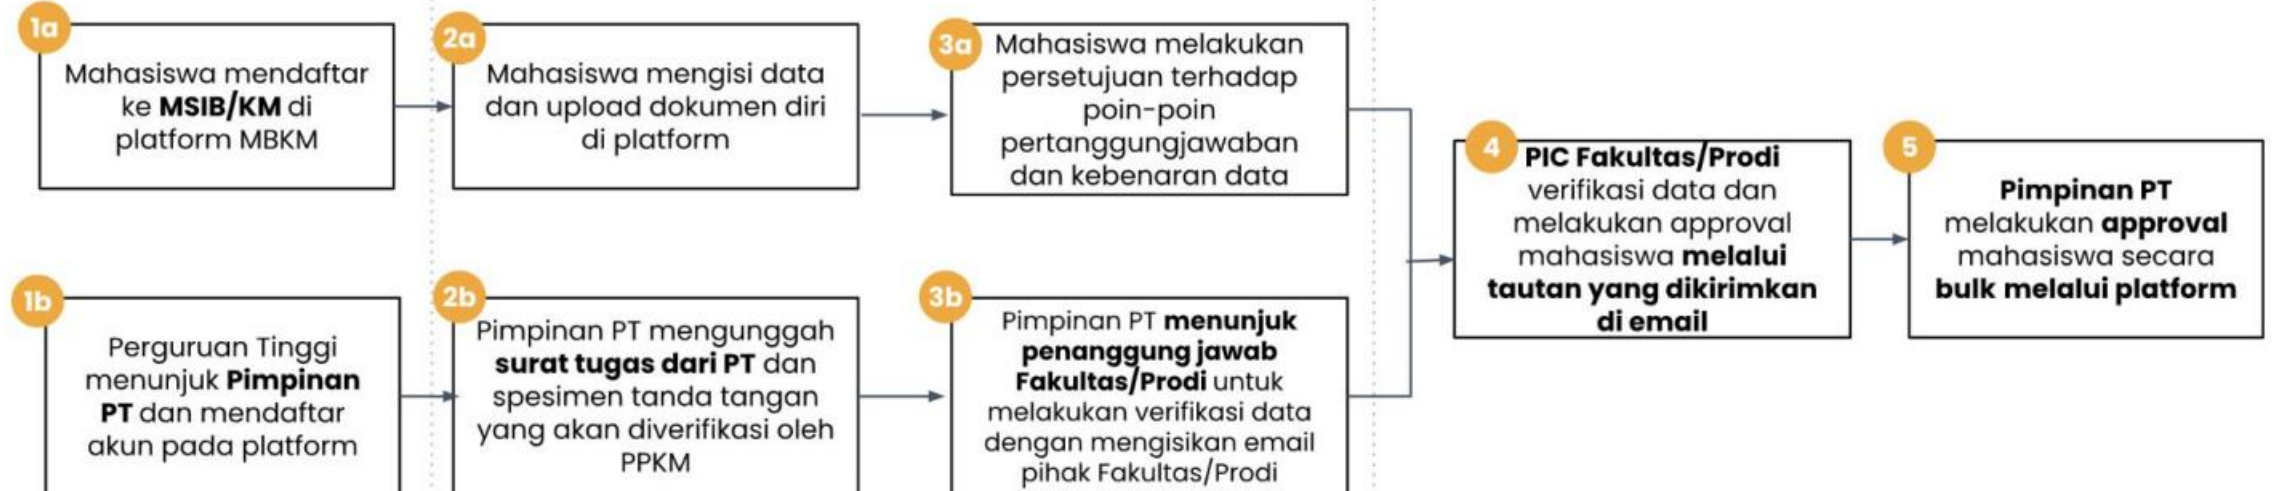 1a
Mahasiswa mendaftar
ke MSIB/KM di
platform MBKM
2a
Mahasiswa mengisi data
dan upload dokumen diri
di platform
3a
Mahasiswa melakukan
persetujuan terhadap
poin-poin
pertanggungjawaban
dan kebenaran data
1b
Perguruan Tinggi
menunjuk Pimpinan
PT dan mendaftar
akun pada platform
2b
Pimpinan PT mengunggah
surat tugas dari PT dan
spesimen tanda tangan
yang akan diverifikasi oleh
PPKM
3b
Pimpinan PT menunjuk
penanggung jawab
Fakultas/Prodi untuk
melakukan verifikasi data
dengan mengisikan email
pihak Fakultas/Prodi
4
PIC Fakultas/Prodi
verifikasi data dan
melakukan approval
mahasiswa melalui
tautan yang dikirimkan
di email
5
Pimpinan PT
melakukan approval
mahasiswa secara
bulk melalui platform